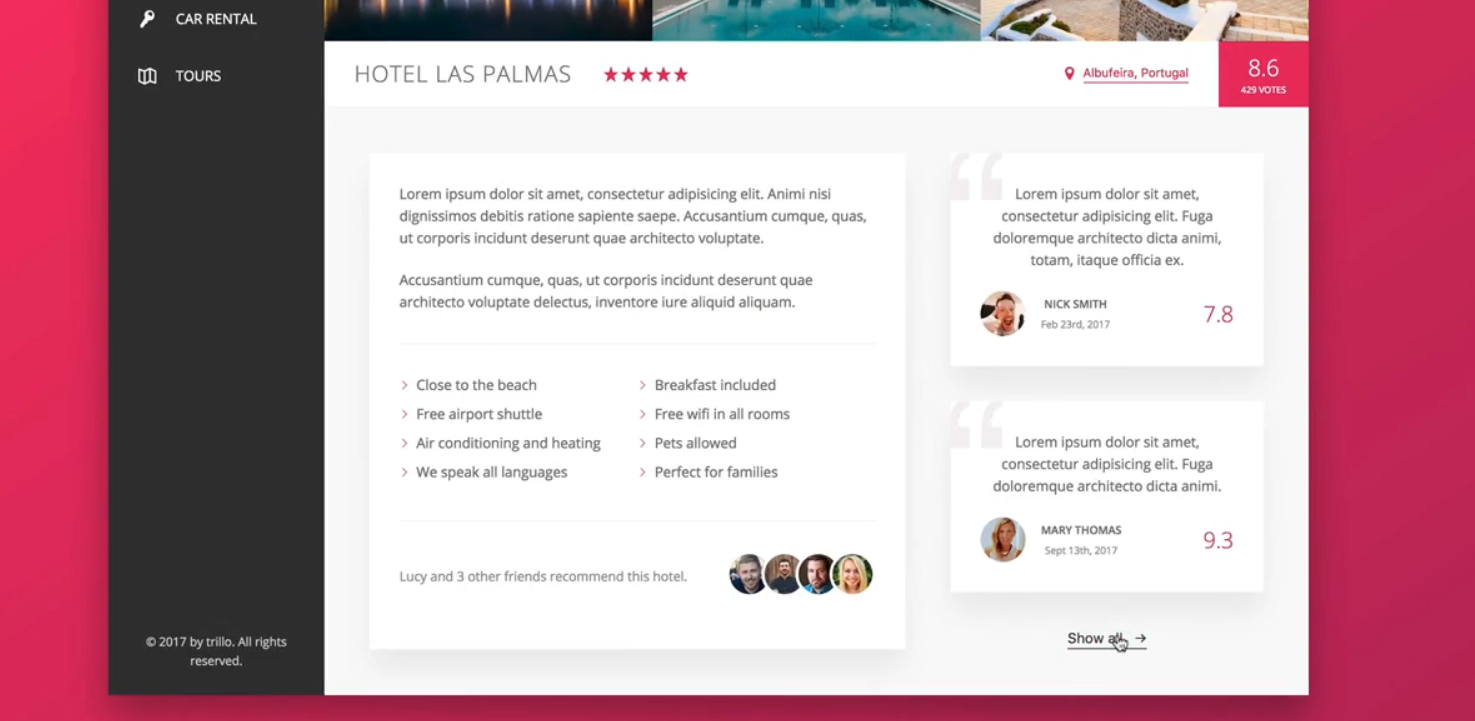 CAR RENTAL
TOURS
© 2017 by trillo. All rights
reserved.
HOTEL LAS PALMAS
Albufeira, Portugal
8.6
429 VOTES
Lorem ipsum dolor sit amet, consectetur adipisicing elit. Animi nisi
dignissimos debitis ratione sapiente saepe. Accusantium cumque, quas,
ut corporis incidunt deserunt quae architecto voluptate.
Accusantium cumque, quas, ut corporis incidunt deserunt quae
architecto voluptate delectus, inventore iure aliquid aliquam.
Close to the beach
Free airport shuttle
Air conditioning and heating
We speak all languages
Breakfast included
Free wifi in all rooms
Pets allowed
Perfect for families
Lucy and 3 other friends recommend this hotel.
Lorem ipsum dolor sit amet,
consectetur adipisicing elit. Fuga
doloremque architecto dicta animi,
totam, itaque officia ex.
NICK SMITH
Feb 23rd, 2017
7.8
Lorem ipsum dolor sit amet,
consectetur adipisicing elit. Fuga
doloremque architecto dicta animi.
MARY THOMAS
Sept 13th, 2017
9.3
Show all →